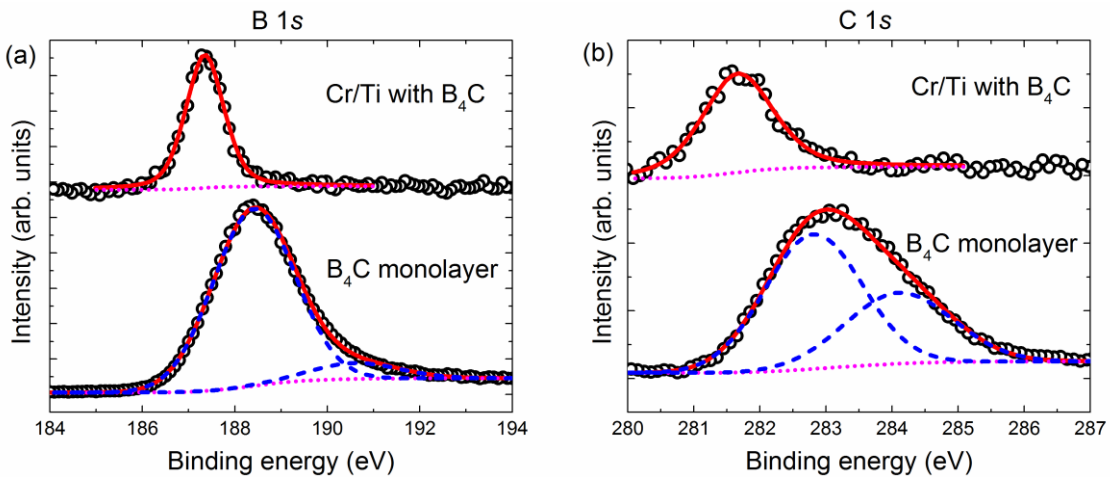 B 1s
(a)
Cr/Ti with B₄C
B₄C monolayer
Intensity (arb. units)
184 186 188 190 192 194
Binding energy (eV)
C 1s
(b)
Cr/Ti with B₄C
B₄C monolayer
Intensity (arb. units)
280 281 282 283 284 285 286 287
Binding energy (eV)